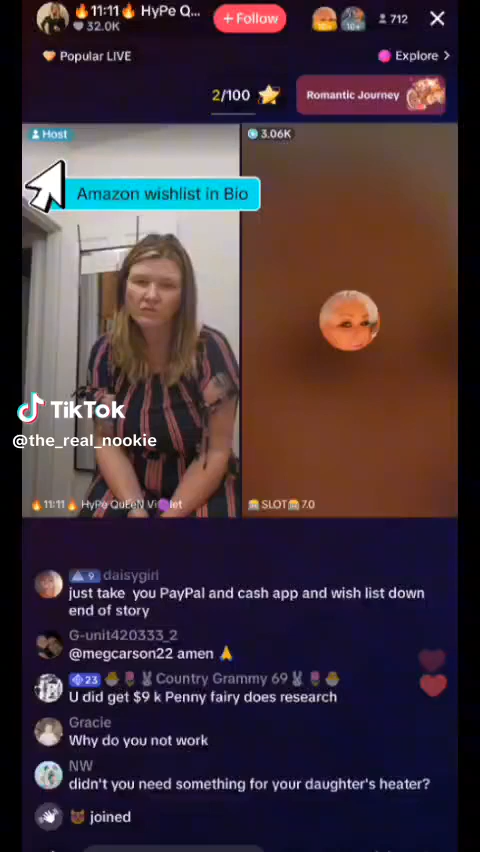 🔥11:11🔥 HyPe Q...
32.0K
+ Follow
10+
712
Popular LIVE
Explore >
2/100
Romantic Journey
Host
3.06K
Amazon wishlist in Bio
TikTok
@the_real_nookie
🔥11:11🔥 HyPe QuEeN Vi🟣let
🎰SLOT🎰7.0
9 daisygirl
just take you PayPal and cash app and wish list down
end of story
G-unit420333_2
@megcarson22 amen 🙏
23 🐣🌷🐰Country Grammy 69🐰🌷🐣
U did get $9 k Penny fairy does research
Gracie
Why do you not work
NW
didn't you need something for your daughter's heater?
joined